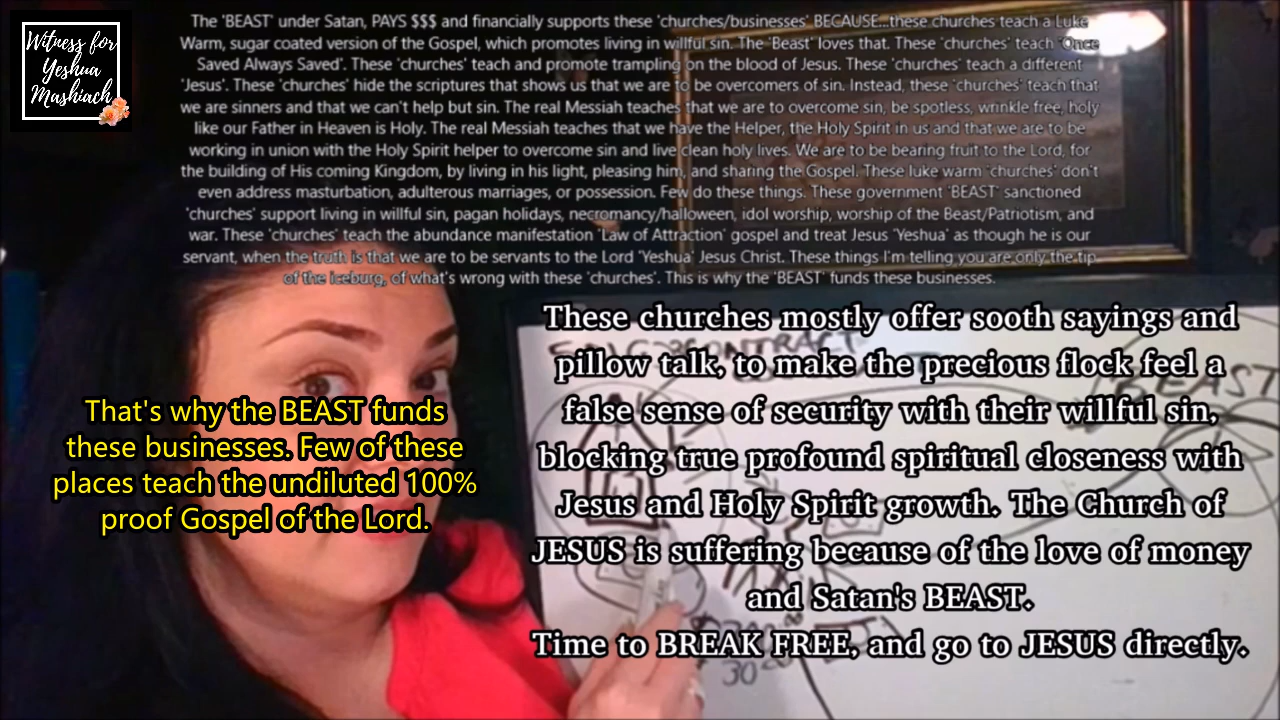 Witness for
Yeshua
Mashiach
The 'BEAST' under Satan, PAYS $$$ and financially supports these 'churches/businesses' BECAUSE...these churches teach a Luke
Warm, sugar coated version of the Gospel, which promotes living in willful sin. The 'Beast' loves that. These 'churches' teach 'Once
Saved Always Saved'. These 'churches' teach and promote trampling on the blood of Jesus. These 'churches' teach a different
'Jesus'. These 'churches' hide the scriptures that shows us that we are to be overcomers of sin. Instead, these 'churches' teach that
we are sinners and that we can't help but sin. The real Messiah teaches that we are to overcome sin, be spotless, wrinkle free, holy
like our Father in Heaven is Holy. The real Messiah teaches that we have the Helper, the Holy Spirit in us and that we are to be
working in union with the Holy Spirit helper to overcome sin and live clean holy lives. We are to be bearing fruit to the Lord, for
the building of His coming Kingdom, by living in his light, pleasing him, and sharing the Gospel. These luke warm 'churches' don't
even address masturbation, adulterous marriages, or possession. Few do these things. These government 'BEAST' sanctioned
'churches' support living in willful sin, pagan holidays, necromancy/halloween, idol worship, worship of the Beast/Patriotism, and
war. These 'churches' teach the abundance manifestation 'Law of Attraction' gospel and treat Jesus 'Yeshua' as though he is our
servant, when the truth is that we are to be servants to the Lord 'Yeshua' Jesus Christ. These things I'm telling you are only the tip
of the iceburg, of what's wrong with these 'churches'. This is why the 'BEAST' funds these businesses.
These churches mostly offer sooth sayings and
pillow talk, to make the precious flock feel a
false sense of security with their willful sin,
blocking true profound spiritual closeness with
Jesus and Holy Spirit growth. The Church of
JESUS is suffering because of the love of money
and Satan's BEAST.
Time to BREAK FREE, and go to JESUS directly.
That's why the BEAST funds
these businesses. Few of these
places teach the undiluted 100%
proof Gospel of the Lord.
CONTRACT
BEAST
30